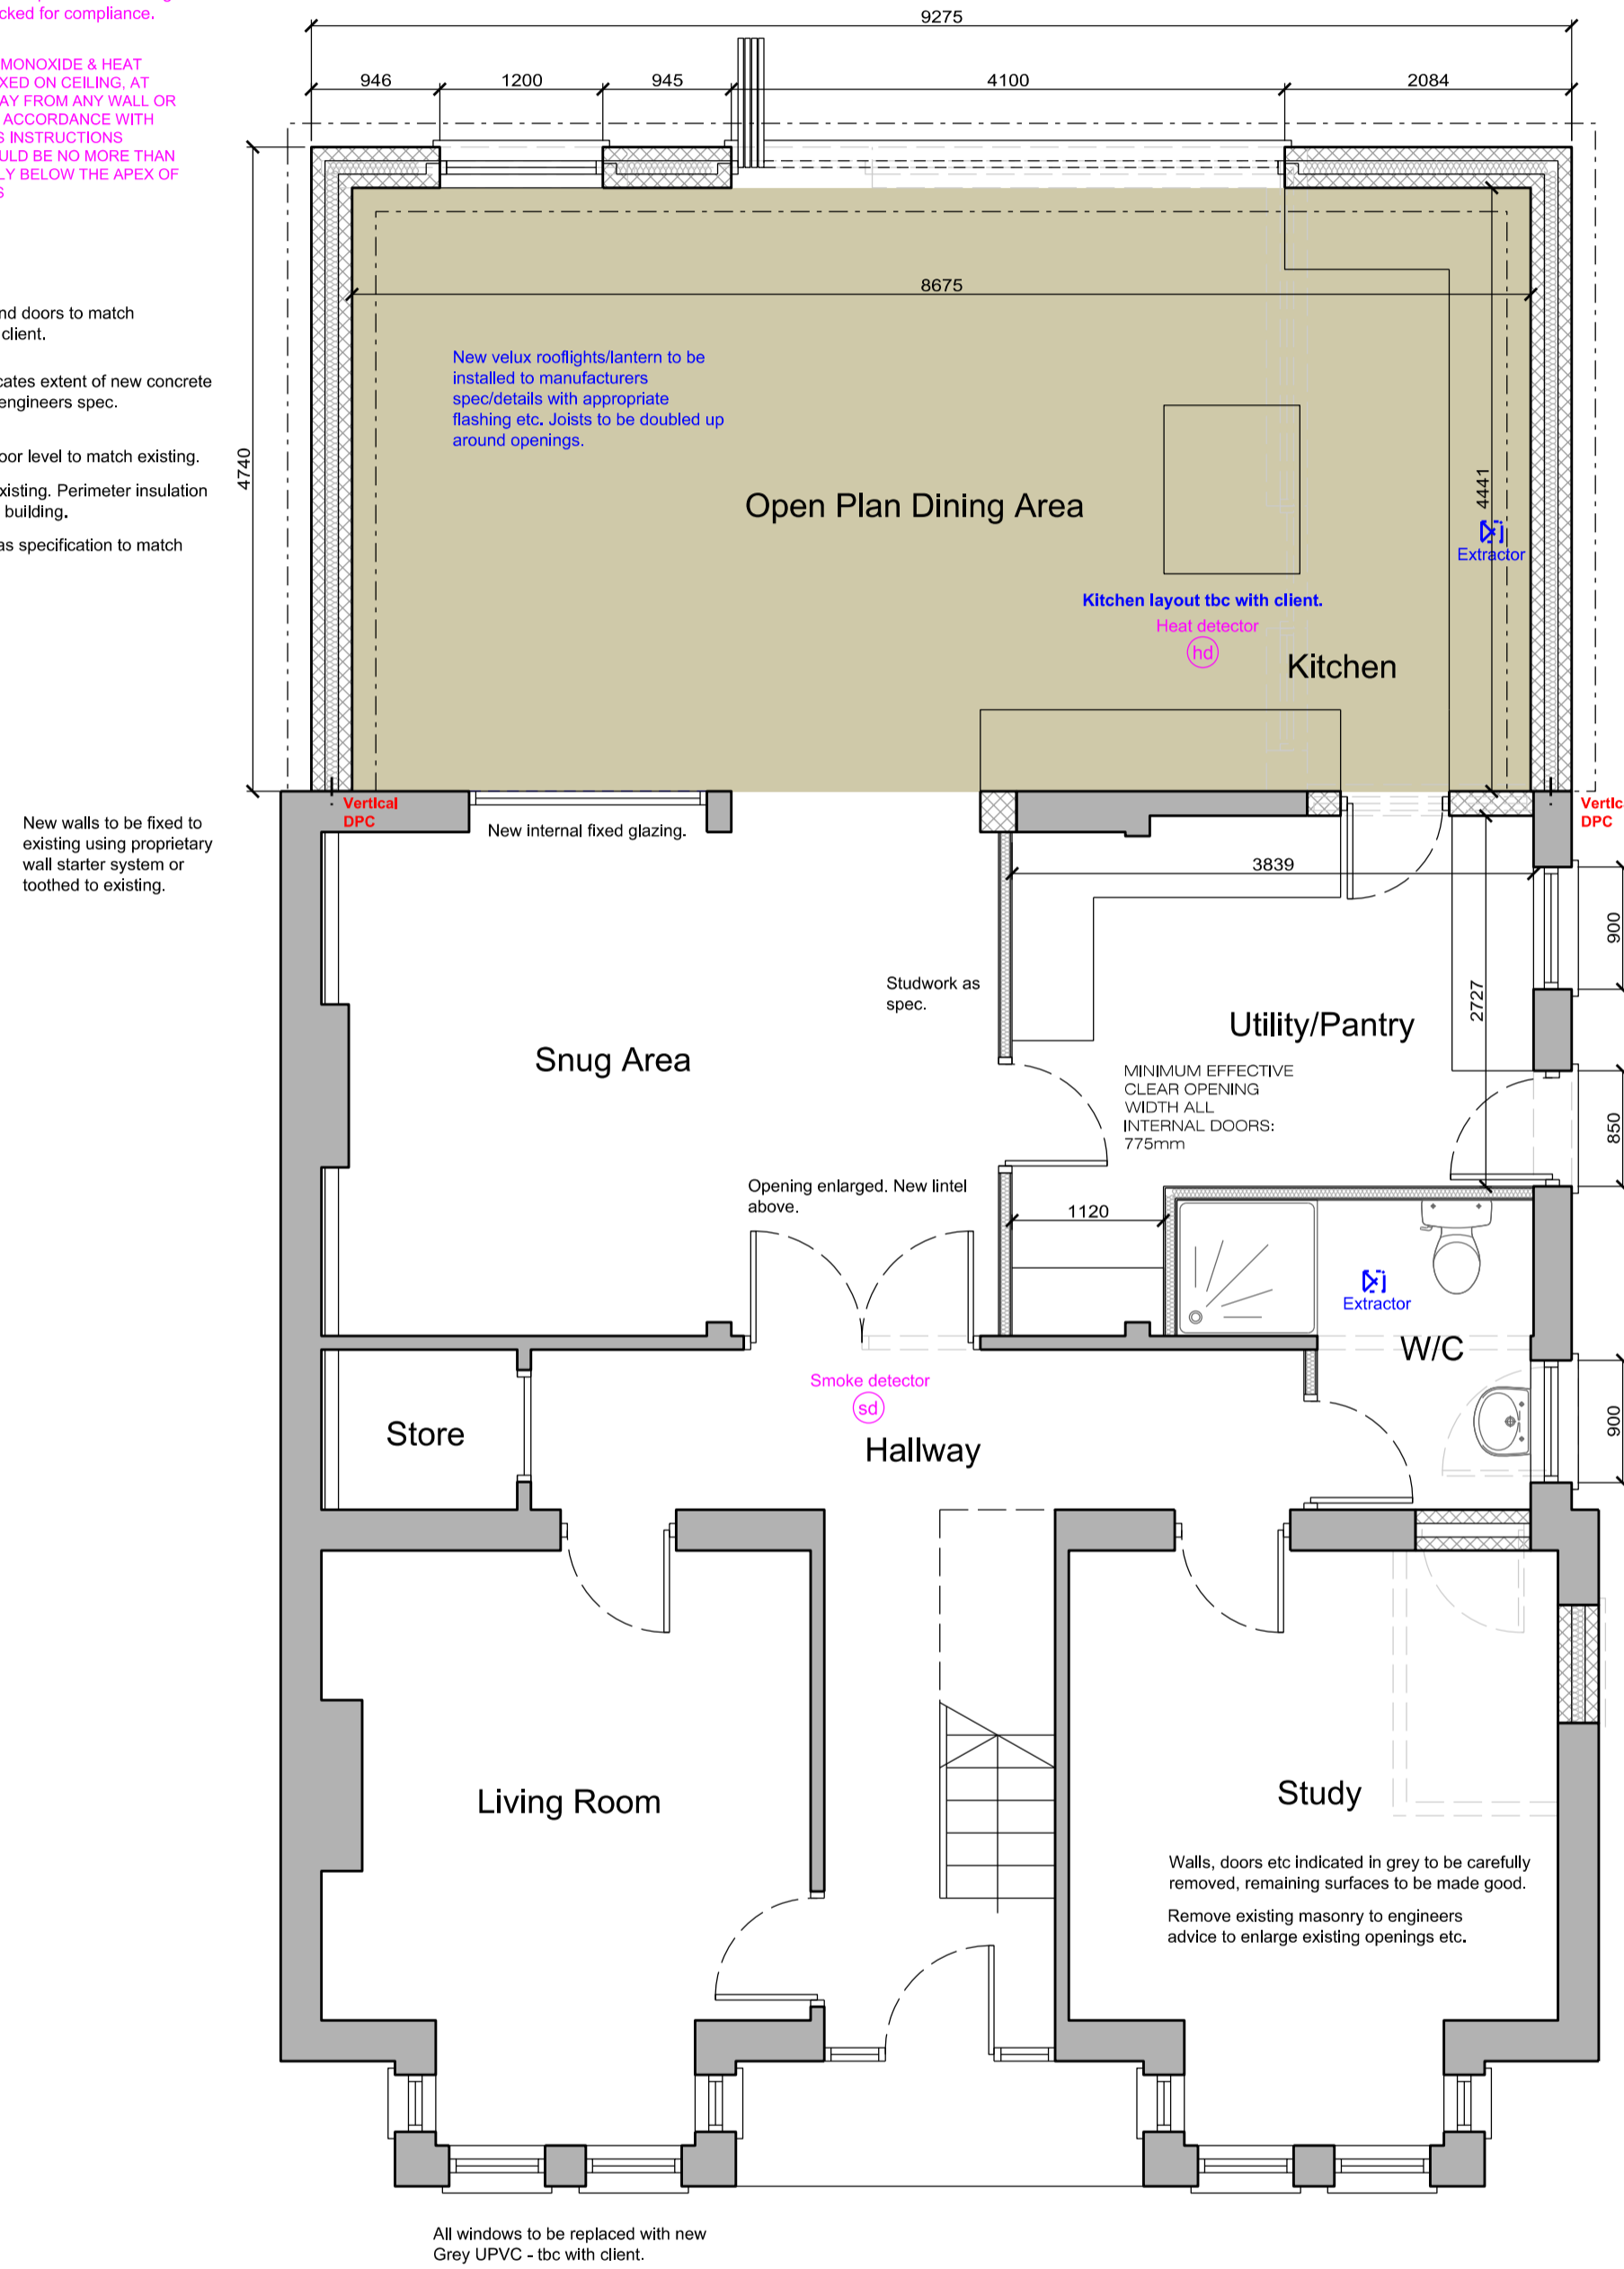 cked for compliance.
MONOXIDE & HEAT
XED ON CEILING, AT
AY FROM ANY WALL OR
ACCORDANCE WITH
S INSTRUCTIONS
ULD BE NO MORE THAN
LY BELOW THE APEX OF
S
nd doors to match
client.
cates extent of new concrete
engineers spec.
oor level to match existing.
xisting. Perimeter insulation
building.
as specification to match
New walls to be fixed to
existing using proprietary
wall starter system or
toothed to existing.
9275
946
1200
945
4100
2084
4740
8675
4441
New velux rooflights/lantern to be
installed to manufacturers
spec/details with appropriate
flashing etc. Joists to be doubled up
around openings.
Open Plan Dining Area
Extractor
Kitchen layout tbc with client.
Heat detector
hd
Kitchen
Vertical
DPC
Vertic
DPC
New internal fixed glazing.
3839
900
Studwork as
spec.
2727
Utility/Pantry
Snug Area
MINIMUM EFFECTIVE
CLEAR OPENING
WIDTH ALL
INTERNAL DOORS:
775mm
850
Opening enlarged. New lintel
above.
1120
Extractor
W/C
Smoke detector
sd
Store
Hallway
900
Living Room
Study
Walls, doors etc indicated in grey to be carefully
removed, remaining surfaces to be made good.
Remove existing masonry to engineers
advice to enlarge existing openings etc.
All windows to be replaced with new
Grey UPVC - tbc with client.